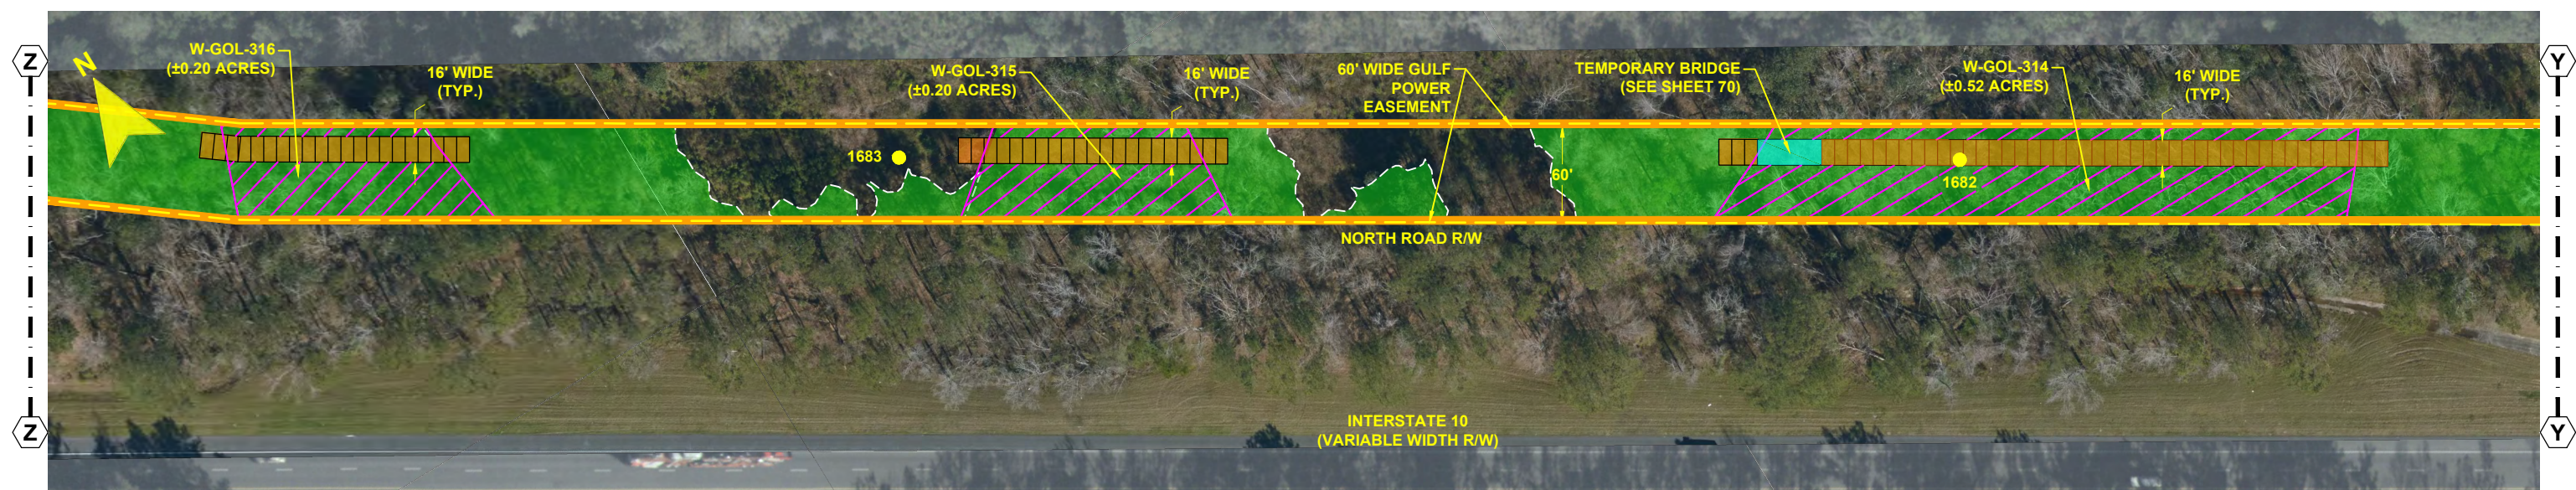 Z
N
W-GOL-316
(±0.20 ACRES)
16' WIDE
(TYP.)
W-GOL-315
(±0.20 ACRES)
16' WIDE
(TYP.)
60' WIDE GULF
POWER
EASEMENT
TEMPORARY BRIDGE
(SEE SHEET 70)
W-GOL-314
(±0.52 ACRES)
16' WIDE
(TYP.)
Y
1683
60'
1682
NORTH ROAD R/W
INTERSTATE 10
(VARIABLE WIDTH R/W)
Z
Y